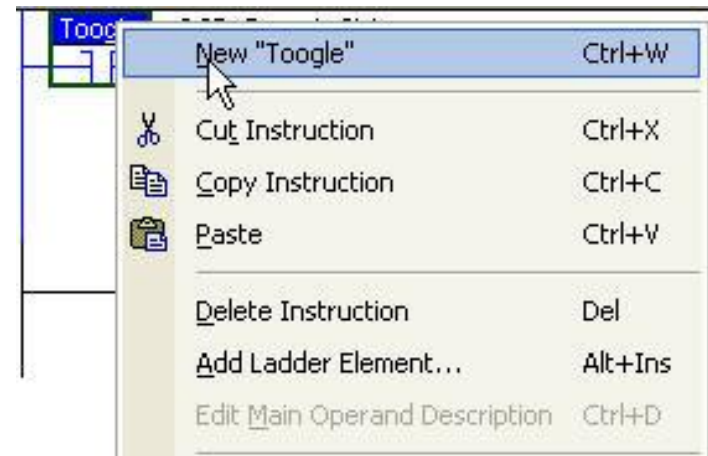 New "Toogle" Ctrl+W
Cut Instruction Ctrl+X
Copy Instruction Ctrl+C
Paste Ctrl+V
Delete Instruction Del
Add Ladder Element... Alt+Ins
Edit Main Operand Description Ctrl+D